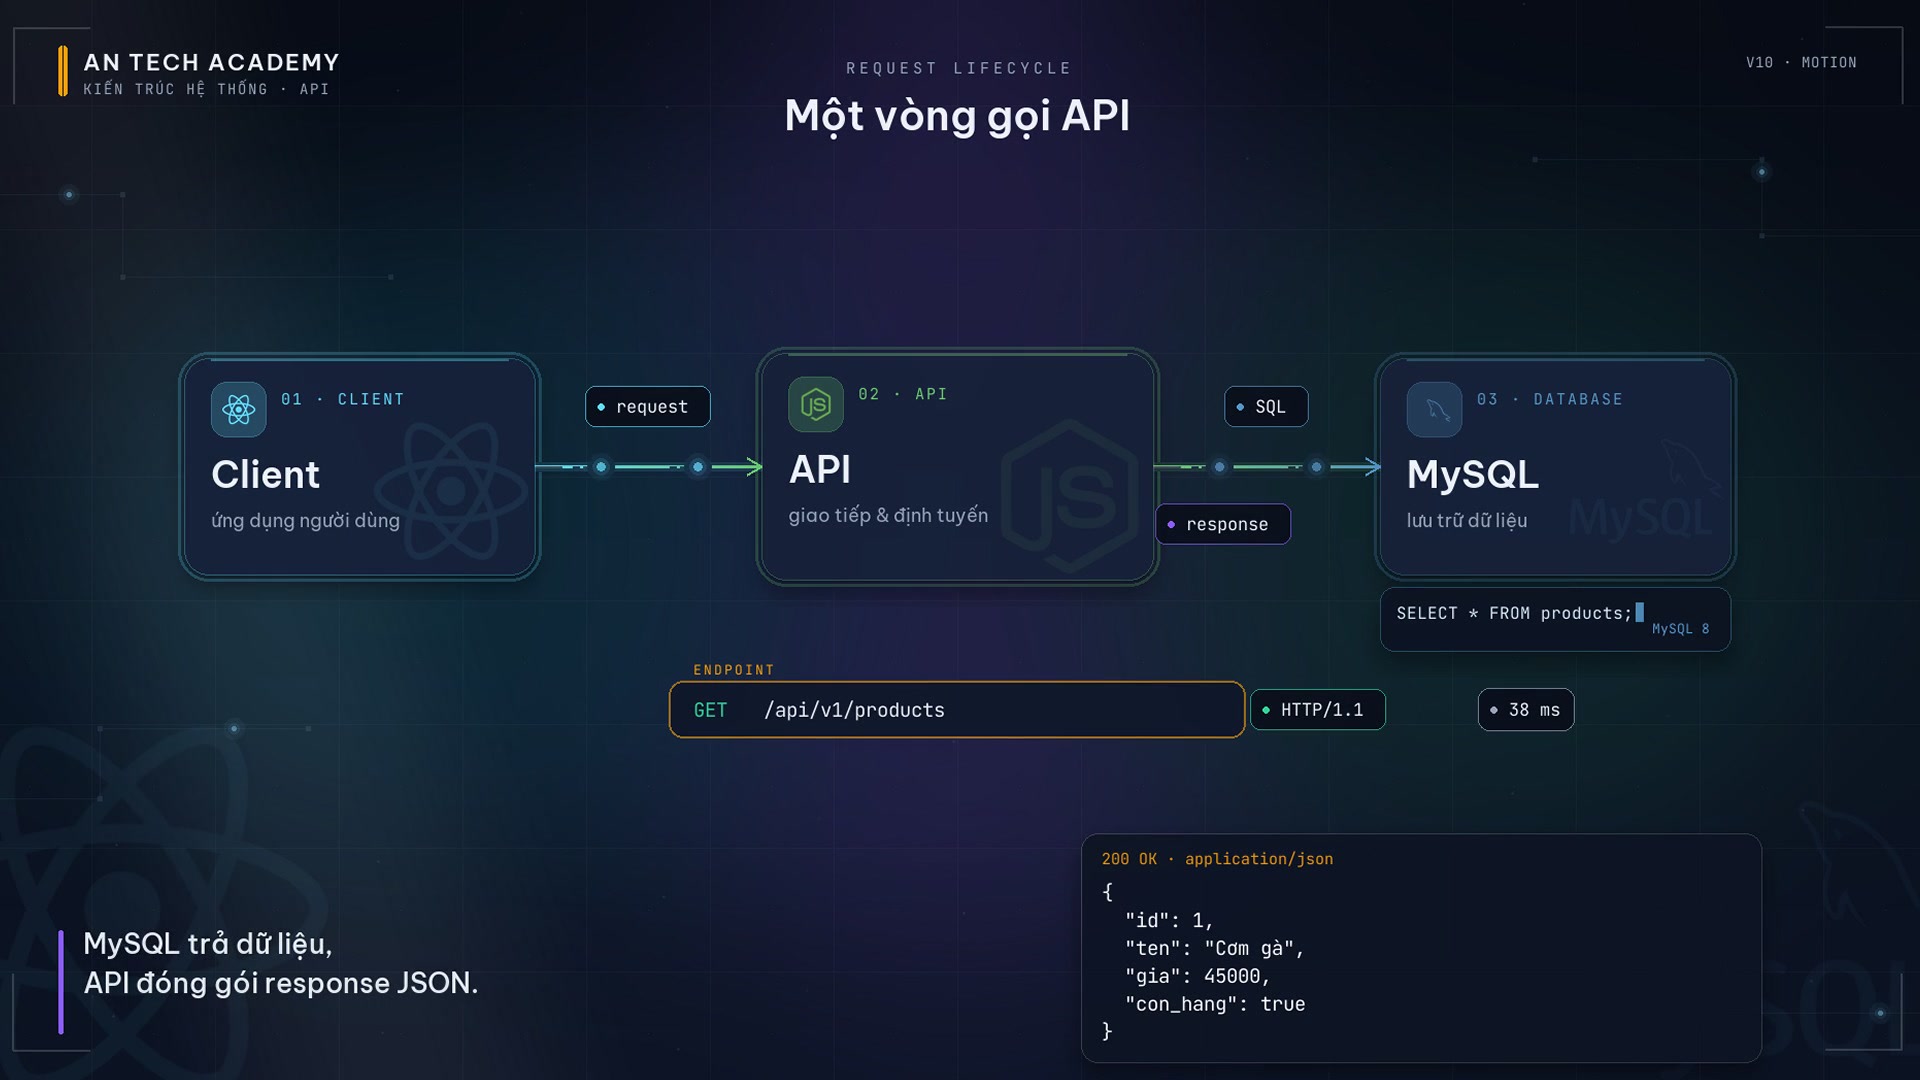 AN TECH ACADEMY
KIẾN TRÚC HỆ THỐNG · API
REQUEST LIFECYCLE
Một vòng gọi API
V10 · MOTION
01 · CLIENT
Client
ứng dụng người dùng
request
02 · API
JS
API
giao tiếp & định tuyến
JS
SQL
response
03 · DATABASE
MySQL
lưu trữ dữ liệu
MySQL
SELECT * FROM products;
MySQL 8
ENDPOINT
GET /api/v1/products
HTTP/1.1
38 ms
200 OK · application/json
{
"id": 1,
"ten": "Cơm gà",
"gia": 45000,
"con_hang": true
}
MySQL trả dữ liệu,
API đóng gói response JSON.